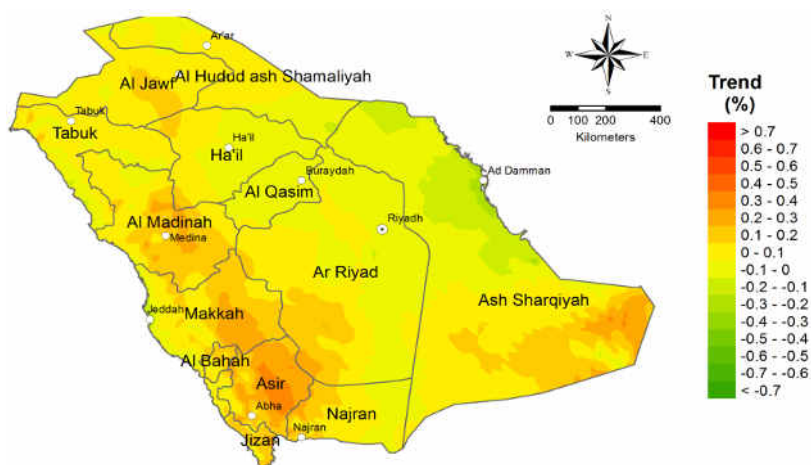 N
W E
S
0 100 200 400
Kilometers
Trend
(%)
> 0.7
0.6 - 0.7
0.5 - 0.6
0.4 - 0.5
0.3 - 0.4
0.2 - 0.3
0.1 - 0.2
0 - 0.1
-0.1 - 0
-0.2 - -0.1
-0.3 - -0.2
-0.4 - -0.3
-0.5 - -0.4
-0.6 - -0.5
-0.7 - -0.6
< -0.7
Ar'ar
Al Jawf
Al Hudud ash Shamaliyah
Tabuk
Tabuk
Ha'il
Ha'il
Buraydah
Al Qasim
Ad Damman
Al Madinah
Medina
Riyadh
Ar Riyad
Ash Sharqiyah
Jeddah
Makkah
Al Bahah
Asir
Abha
Najran
Najran
Jizan